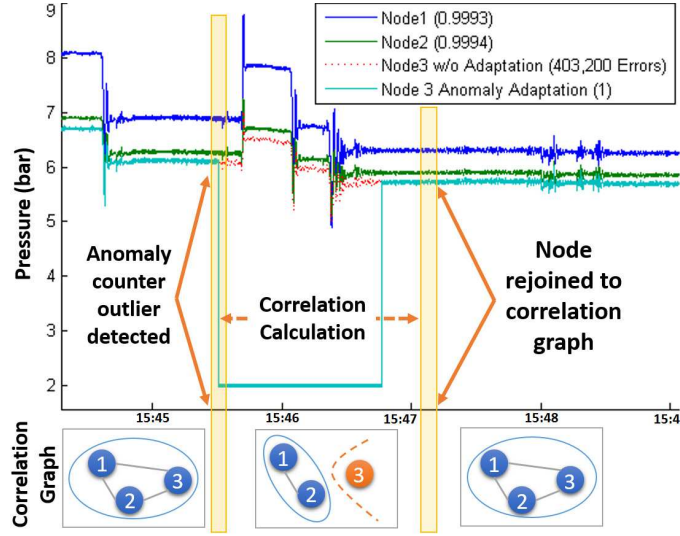 9
8
7
6
5
4
3
2
Pressure (bar)
Node1 (0.9993)
Node2 (0.9994)
Node3 w/o Adaptation (403,200 Errors)
Node 3 Anomaly Adaptation (1)
Anomaly
counter
outlier
detected
Correlation
Calculation
Node
rejoined to
correlation
graph
15:45
15:46
15:47
15:48
15:4
Correlation
Graph
1
2
3
1
2
3
1
2
3